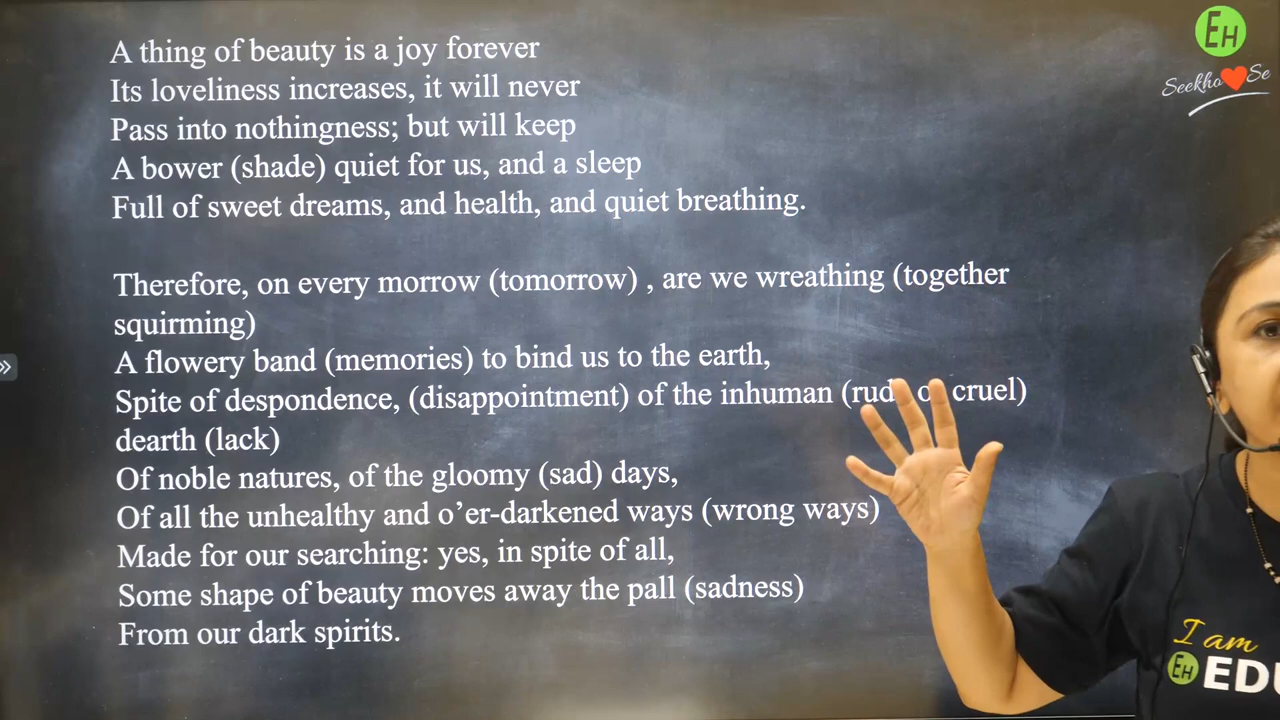 A thing of beauty is a joy forever
Its loveliness increases, it will never
Pass into nothingness; but will keep
A bower (shade) quiet for us, and a sleep
Full of sweet dreams, and health, and quiet breathing.
Therefore, on every morrow (tomorrow) , are we wreathing (together
squirming)
A flowery band (memories) to bind us to the earth,
Spite of despondence, (disappointment) of the inhuman cruel)
dearth (lack)
Of noble natures, of the gloomy (sad) days,
Of all the unhealthy and o’er-darkened ways (wrong ways)
Made for our searching: yes, in spite of all,
Some shape of beauty moves away the pall (sadness)
From our dark spirits.
EH
Seekho Se
I am
EH EDU